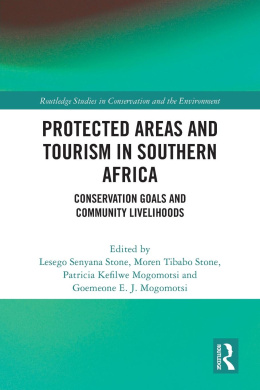 Routledge Studies in Conservation and the Environment
PROTECTED AREAS AND
TOURISM IN SOUTHERN
AFRICA
CONSERVATION GOALS AND
COMMUNITY LIVELIHOODS
Edited by
Lesego Senyana Stone, Moren Tibabo Stone,
Patricia Kefilwe Mogomotsi and
Goemeone E. J. Mogomotsi
ROUTLEDGE